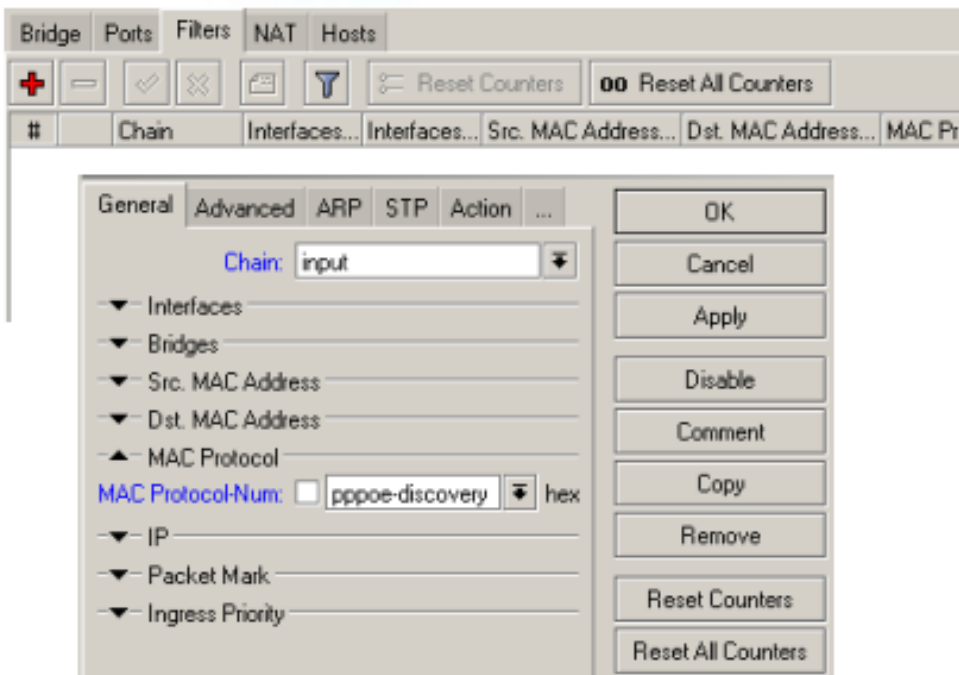 Bridge Ports Filters NAT Hosts
Reset Counters 00 Reset All Counters
# Chain Interfaces... Interfaces... Src. MAC Address... Dst. MAC Address... MAC Pr
General Advanced ARP STP Action ...
Chain: input
Interfaces
Bridges
Src. MAC Address
Dst. MAC Address
MAC Protocol
MAC Protocol-Num: pppoe-discovery hex
IP
Packet Mark
Ingress Priority
OK
Cancel
Apply
Disable
Comment
Copy
Remove
Reset Counters
Reset All Counters